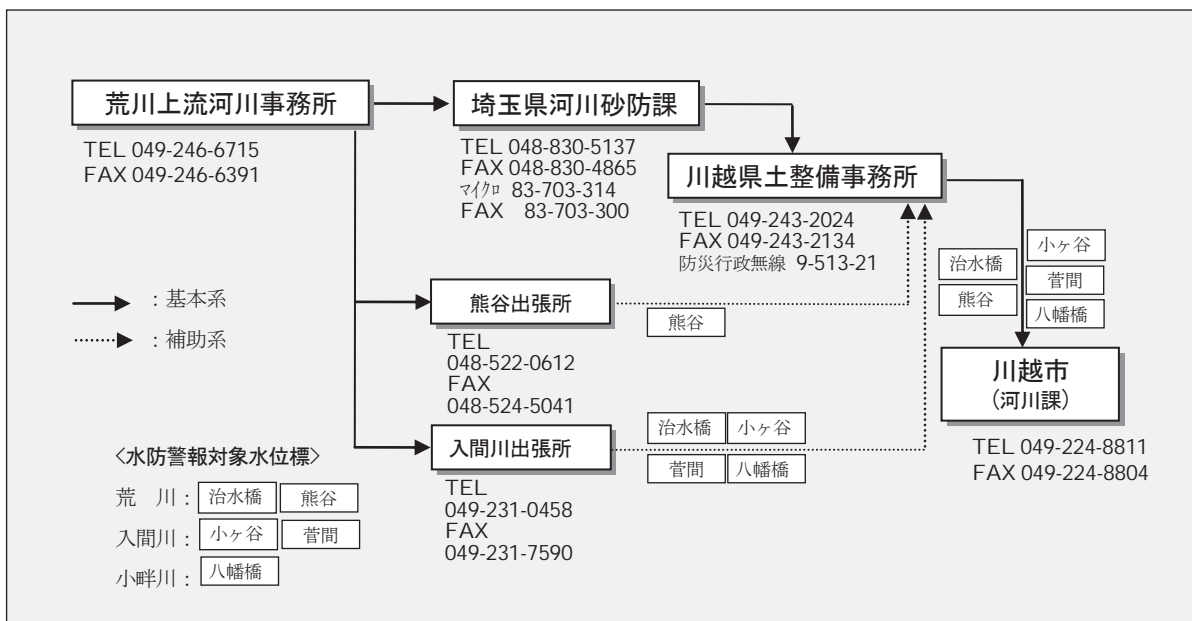 荒川上流河川事務所
TEL 049-246-6715
FAX 049-246-6391
埼玉県河川砂防課
TEL 048-830-5137
FAX 048-830-4865
マイクロ 83-703-314
FAX 83-703-300
川越県土整備事務所
TEL 049-243-2024
FAX 049-243-2134
防災行政無線 9-513-21
治水橋
熊谷
小ヶ谷
菅間
八幡橋
：基本系
：補助系
熊谷出張所
TEL
048-522-0612
FAX
048-524-5041
熊谷
入間川出張所
TEL
049-231-0458
FAX
049-231-7590
治水橋 小ヶ谷
菅間 八幡橋
川越市
（河川課）
TEL 049-224-8811
FAX 049-224-8804
〈水防警報対象水位標〉
荒　川： 治水橋 熊谷
入間川： 小ヶ谷 菅間
小畔川： 八幡橋